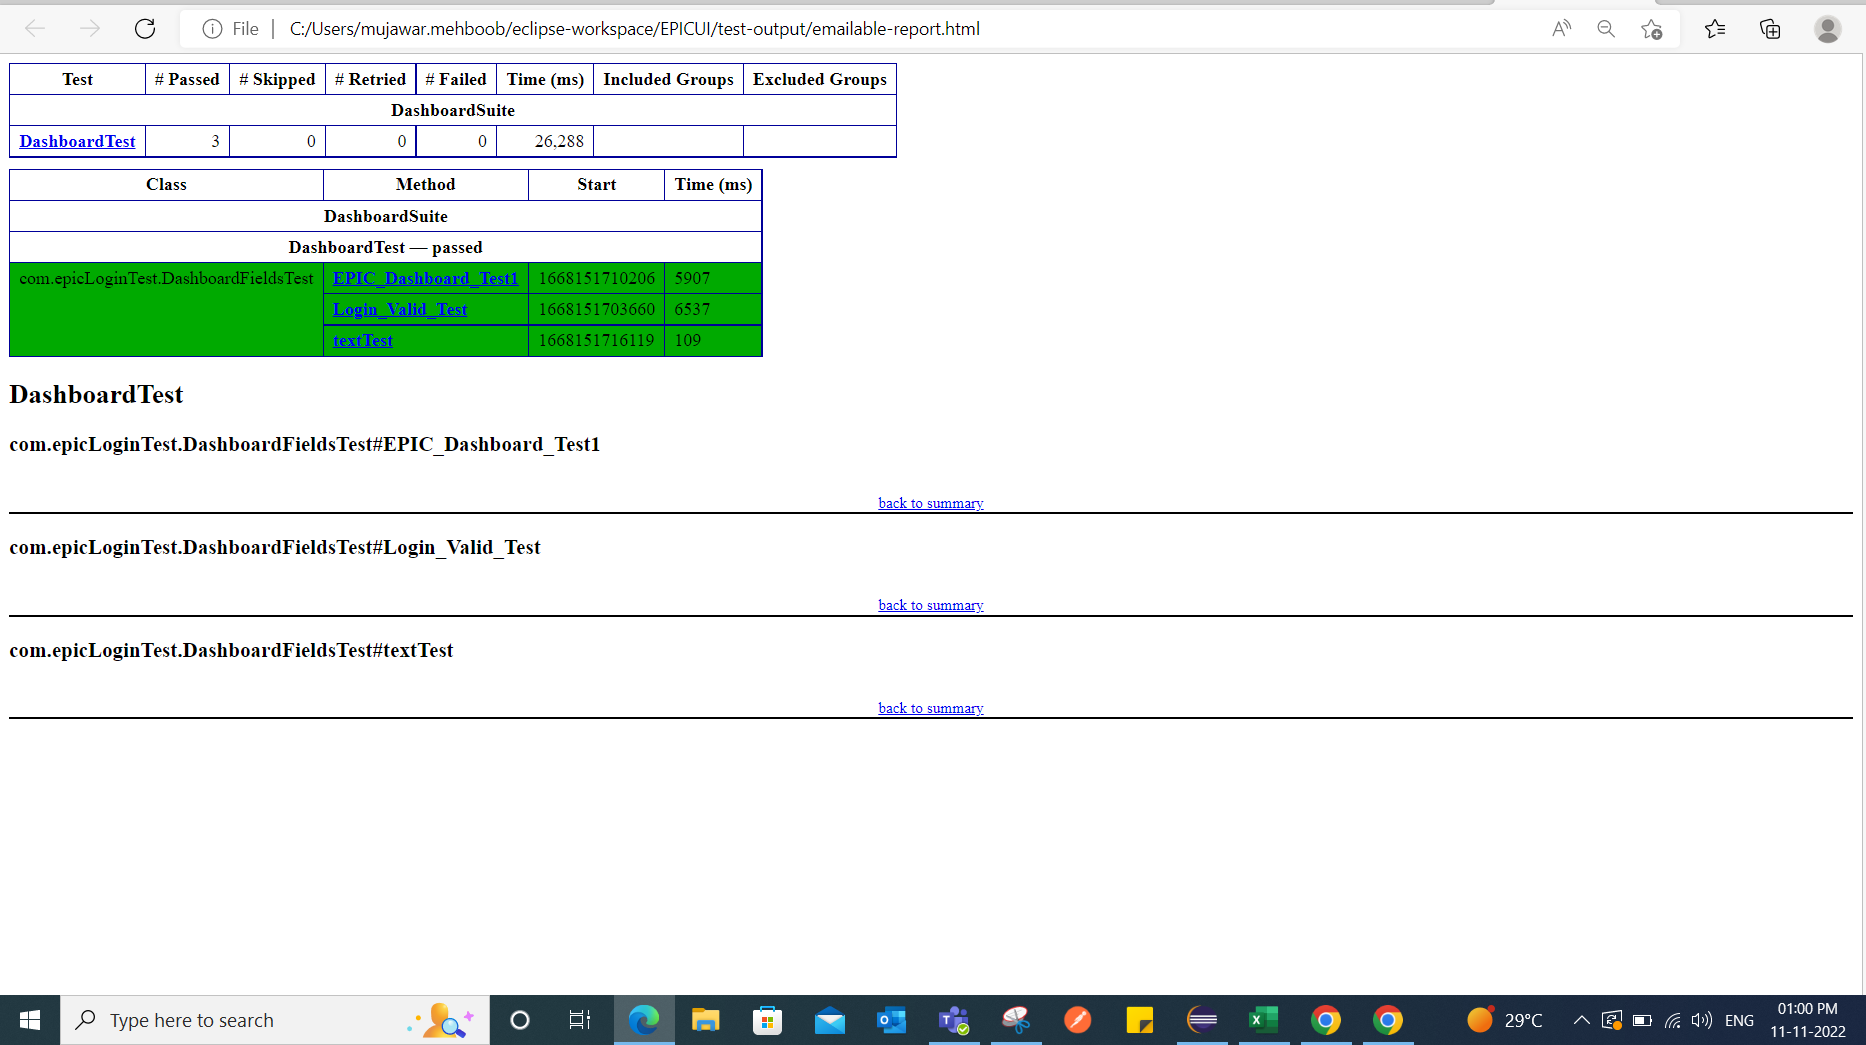 File | C:/Users/mujawar.mehboob/eclipse-workspace/EPICUI/test-output/emailable-report.html
Test # Passed # Skipped # Retried # Failed Time (ms) Included Groups Excluded Groups
DashboardSuite
DashboardTest 3 0 0 0 26,288
Class Method Start Time (ms)
DashboardSuite
DashboardTest — passed
com.epicLoginTest.DashboardFieldsTest EPIC_Dashboard_Test1 1668151710206 5907
Login_Valid_Test 1668151703660 6537
textTest 1668151716119 109
DashboardTest
com.epicLoginTest.DashboardFieldsTest#EPIC_Dashboard_Test1
back to summary
com.epicLoginTest.DashboardFieldsTest#Login_Valid_Test
back to summary
com.epicLoginTest.DashboardFieldsTest#textTest
back to summary
Type here to search 29°C ENG 01:00 PM
11-11-2022